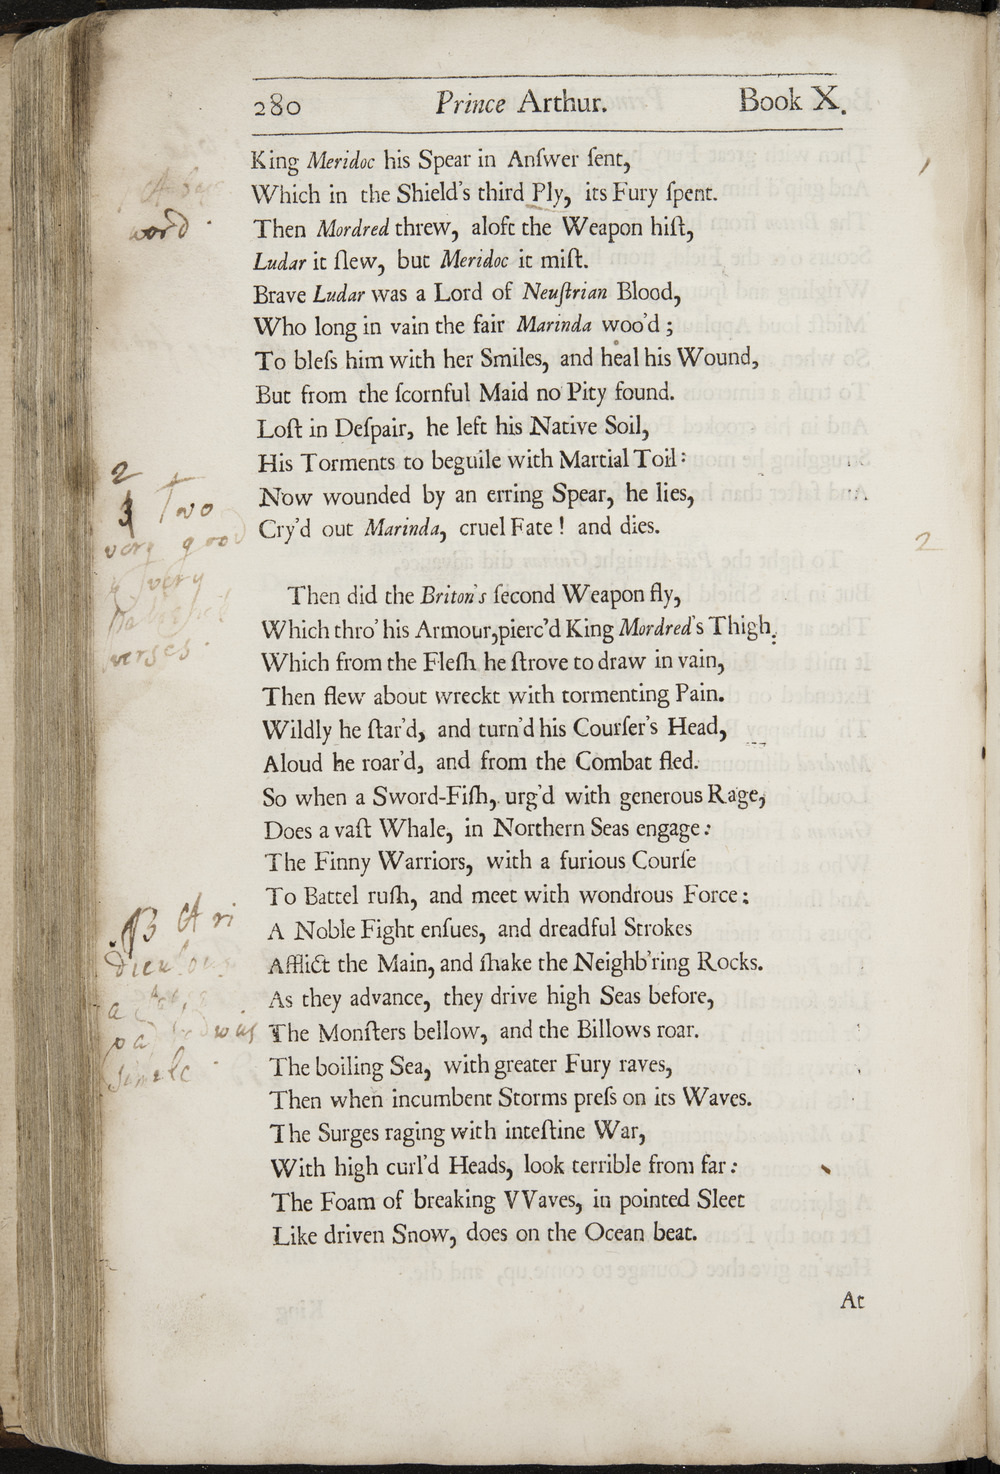 280 Prince Arthur. Book X.
King Meridoc his Spear in Anſwer ſent,
Which in the Shield's third Ply, its Fury ſpent.
word
Then Mordred threw, aloft the Weapon hiſt,
Ludar it ſlew, but Meridoc it miſt.
Brave Ludar was a Lord of Neuſtrian Blood,
Who long in vain the fair Marinda woo'd ;
To bleſs him with her Smiles, and heal his Wound,
But from the ſcornful Maid no Pity found.
Loſt in Deſpair, he left his Native Soil,
His Torments to beguile with Martial Toil :
Now wounded by an erring Spear, he lies,
Cry'd out Marinda, cruel Fate ! and dies.
2
Two
very good
very
verses
2
Then did the Briton's ſecond Weapon fly,
Which thro' his Armour,pierc'd King Mordred's Thigh.
Which from the Fleſh he ſtrove to draw in vain,
Then flew about wreckt with tormenting Pain.
Wildly he ſtar'd, and turn'd his Courſer's Head,
Aloud he roar'd, and from the Combat fled.
So when a Sword-Fiſh, urg'd with generous Rage,
Does a vaſt Whale, in Northern Seas engage :
The Finny Warriors, with a furious Courſe
To Battel ruſh, and meet with wondrous Force ;
A Noble Fight enſues, and dreadful Strokes
Afflict the Main, and ſhake the Neighb'ring Rocks.
As they advance, they drive high Seas before,
The Monſters bellow, and the Billows roar.
The boiling Sea, with greater Fury raves,
Then when incumbent Storms preſs on its Waves.
The Surges raging with inteſtine War,
With high curl'd Heads, look terrible from far :
The Foam of breaking VVaves, in pointed Sleet
Like driven Snow, does on the Ocean beat.
A ri
diculous
simele
At